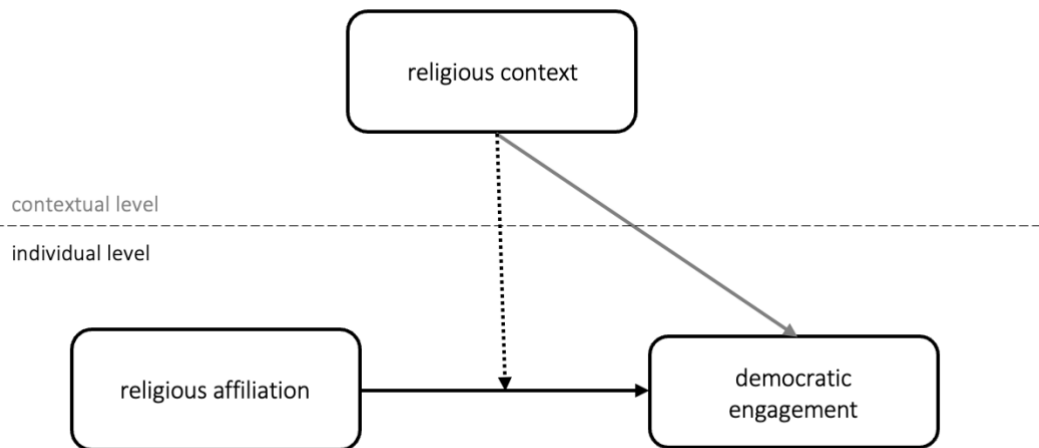 religious context
contextual level
individual level
religious affiliation
democratic
engagement